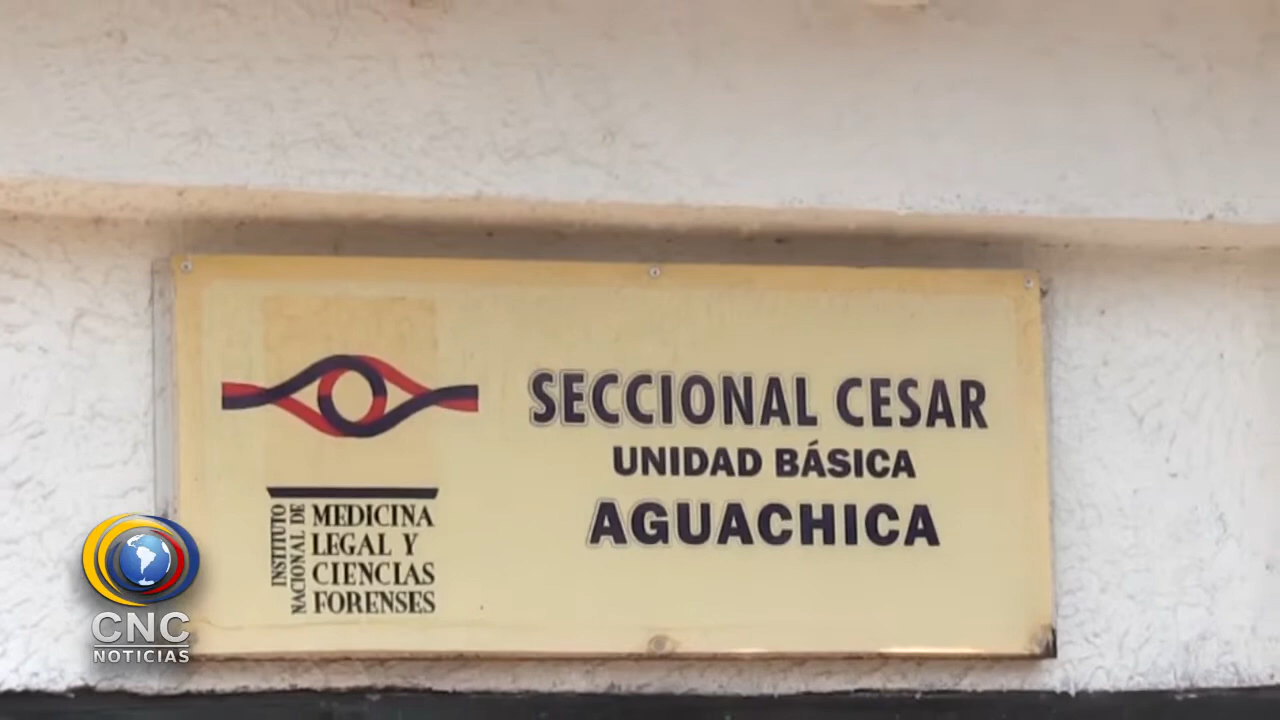 SECCIONAL CESAR
UNIDAD BÁSICA
AGUACHICA
INSTITUTO
NACIONAL DE
MEDICINA
LEGAL Y
CIENCIAS
FORENSES
CNC
NOTICIAS